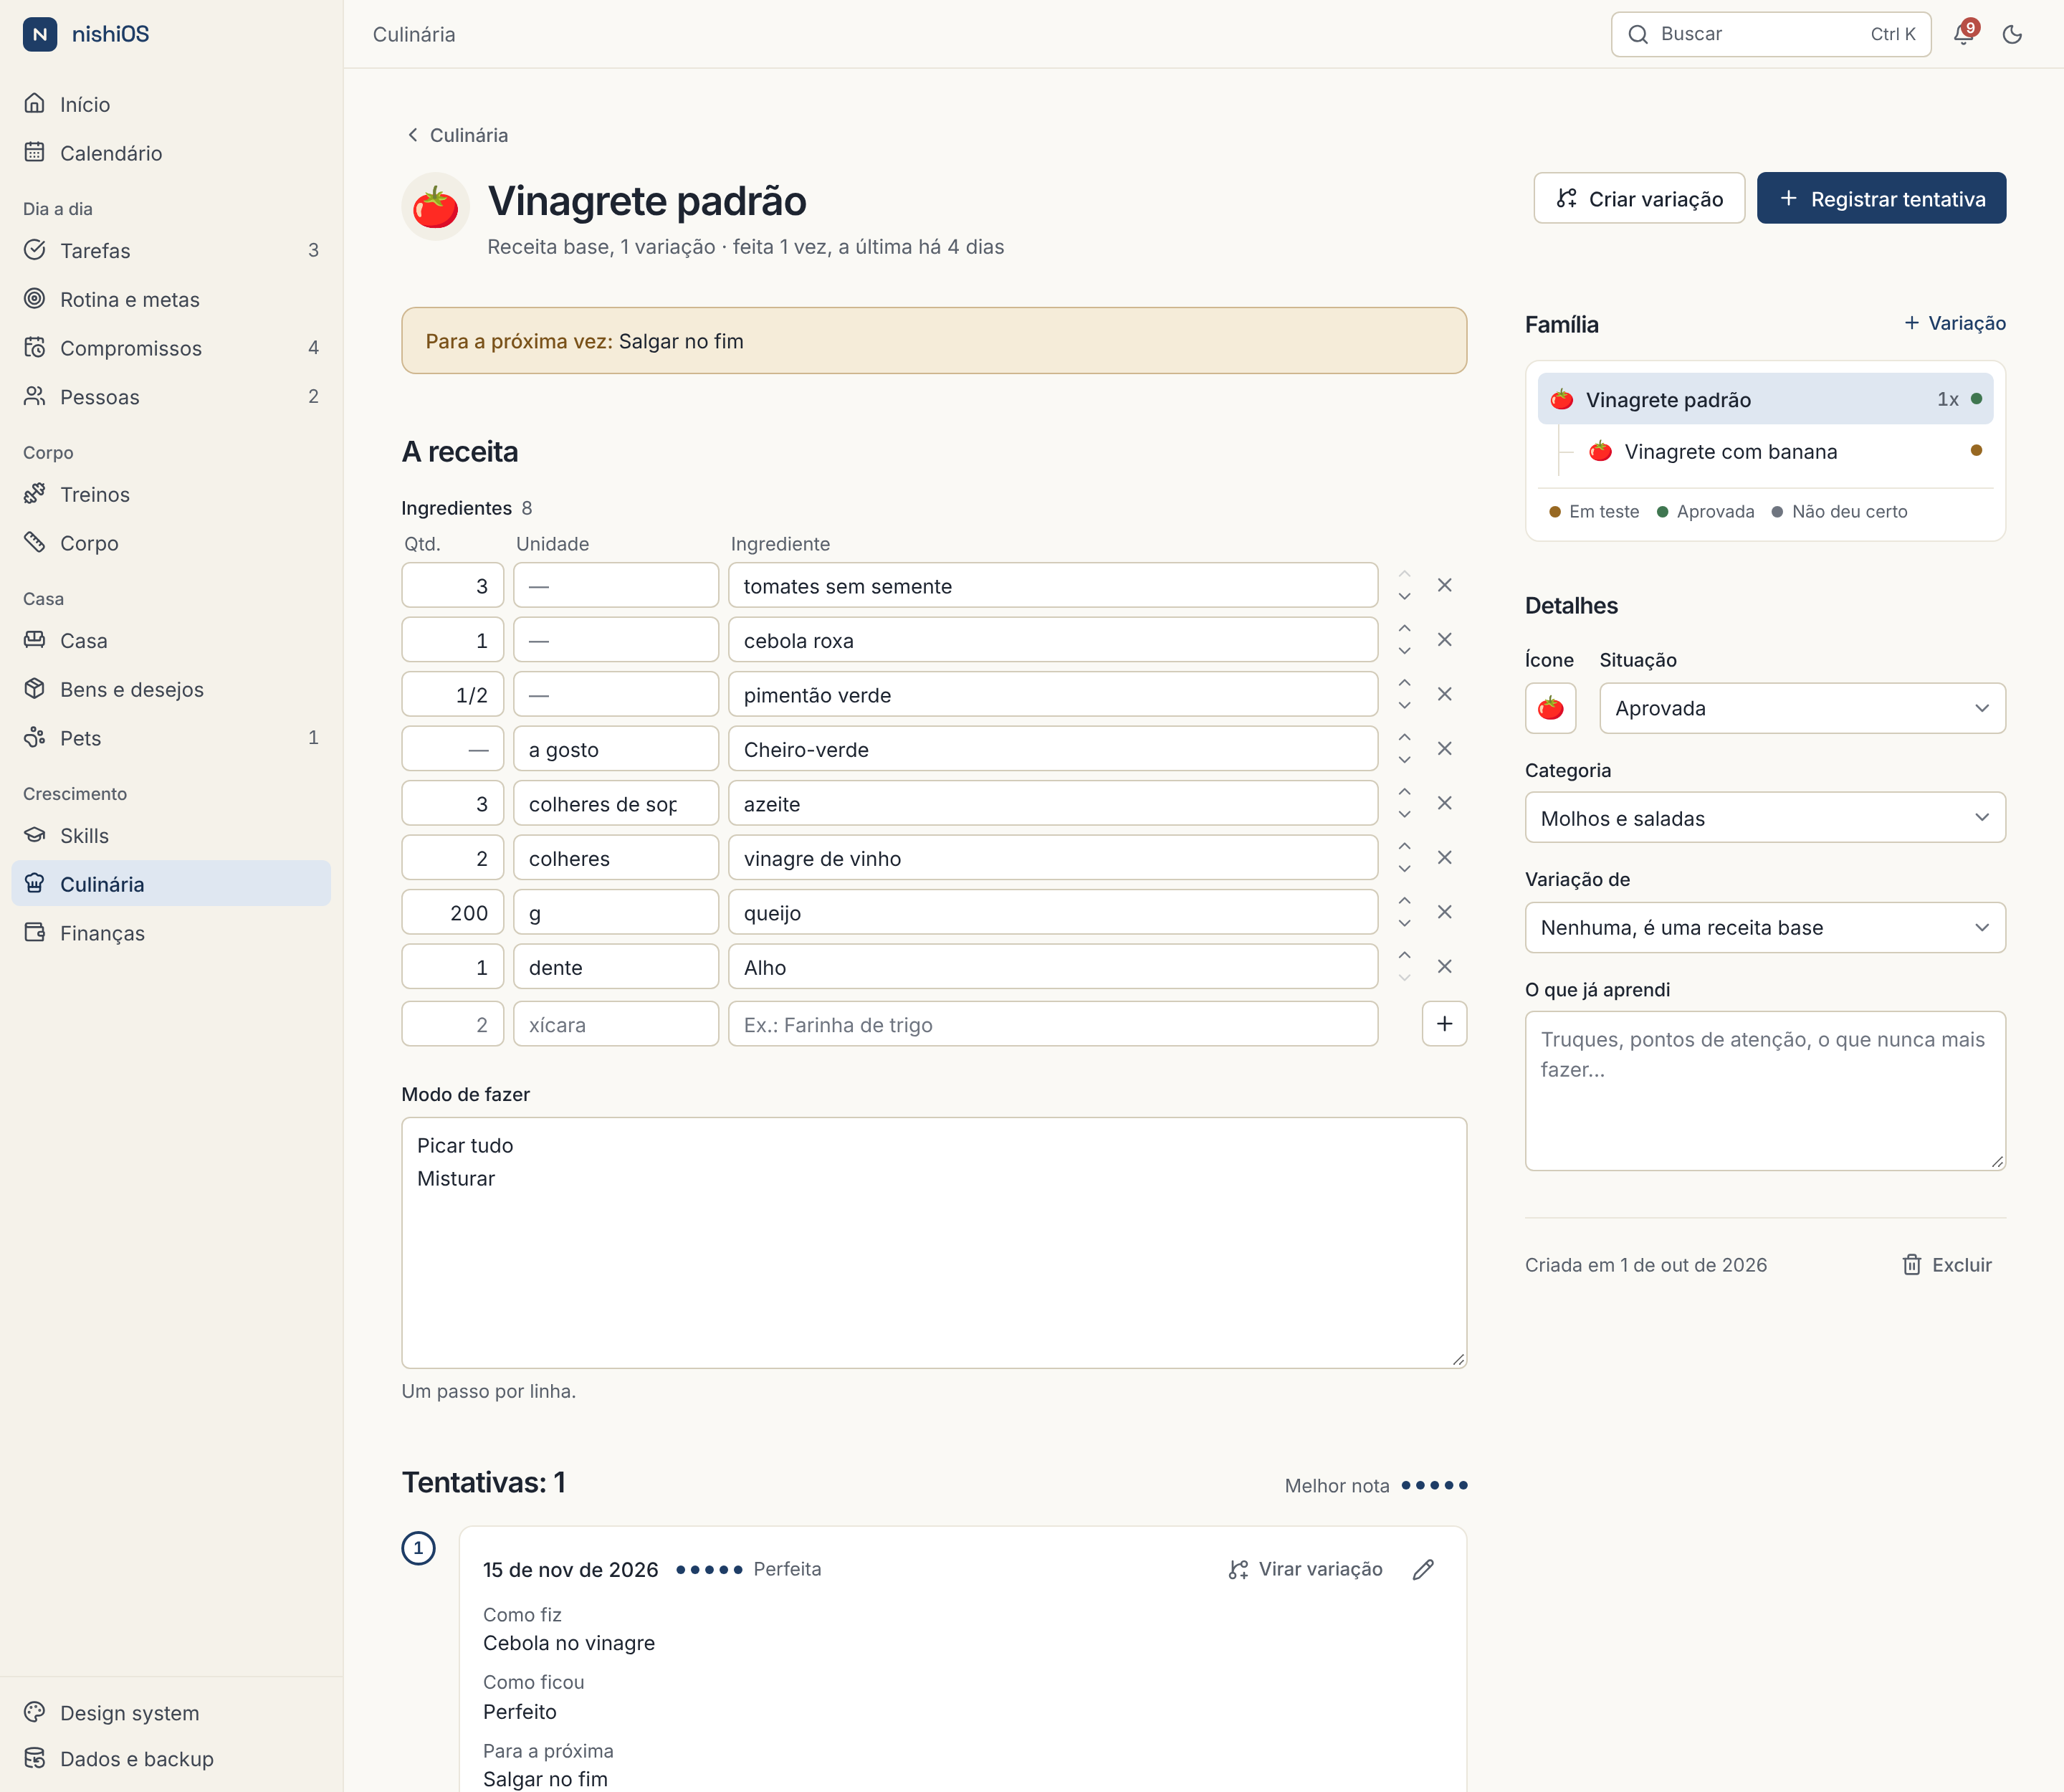 N nishiOS
Início
Calendário
Dia a dia
Tarefas 3
Rotina e metas
Compromissos 4
Pessoas 2
Corpo
Treinos
Corpo
Casa
Casa
Bens e desejos
Pets 1
Crescimento
Skills
Culinária
Finanças
Design system
Dados e backup
Culinária
Buscar Ctrl K
9
Culinária
Vinagrete padrão
Receita base, 1 variação · feita 1 vez, a última há 4 dias
Criar variação
Registrar tentativa
Para a próxima vez: Salgar no fim
A receita
Ingredientes 8
Qtd. Unidade Ingrediente
3 — tomates sem semente
1 — cebola roxa
1/2 — pimentão verde
— a gosto Cheiro-verde
3 colheres de sop azeite
2 colheres vinagre de vinho
200 g queijo
1 dente Alho
2 xícara Ex.: Farinha de trigo
Modo de fazer
Picar tudo
Misturar
Um passo por linha.
Tentativas: 1
Melhor nota
1
15 de nov de 2026 Perfeita
Virar variação
Como fiz
Cebola no vinagre
Como ficou
Perfeito
Para a próxima
Salgar no fim
Família
+ Variação
Vinagrete padrão 1x
Vinagrete com banana
Em teste Aprovada Não deu certo
Detalhes
Ícone Situação
Aprovada
Categoria
Molhos e saladas
Variação de
Nenhuma, é uma receita base
O que já aprendi
Truques, pontos de atenção, o que nunca mais
fazer...
Criada em 1 de out de 2026
Excluir